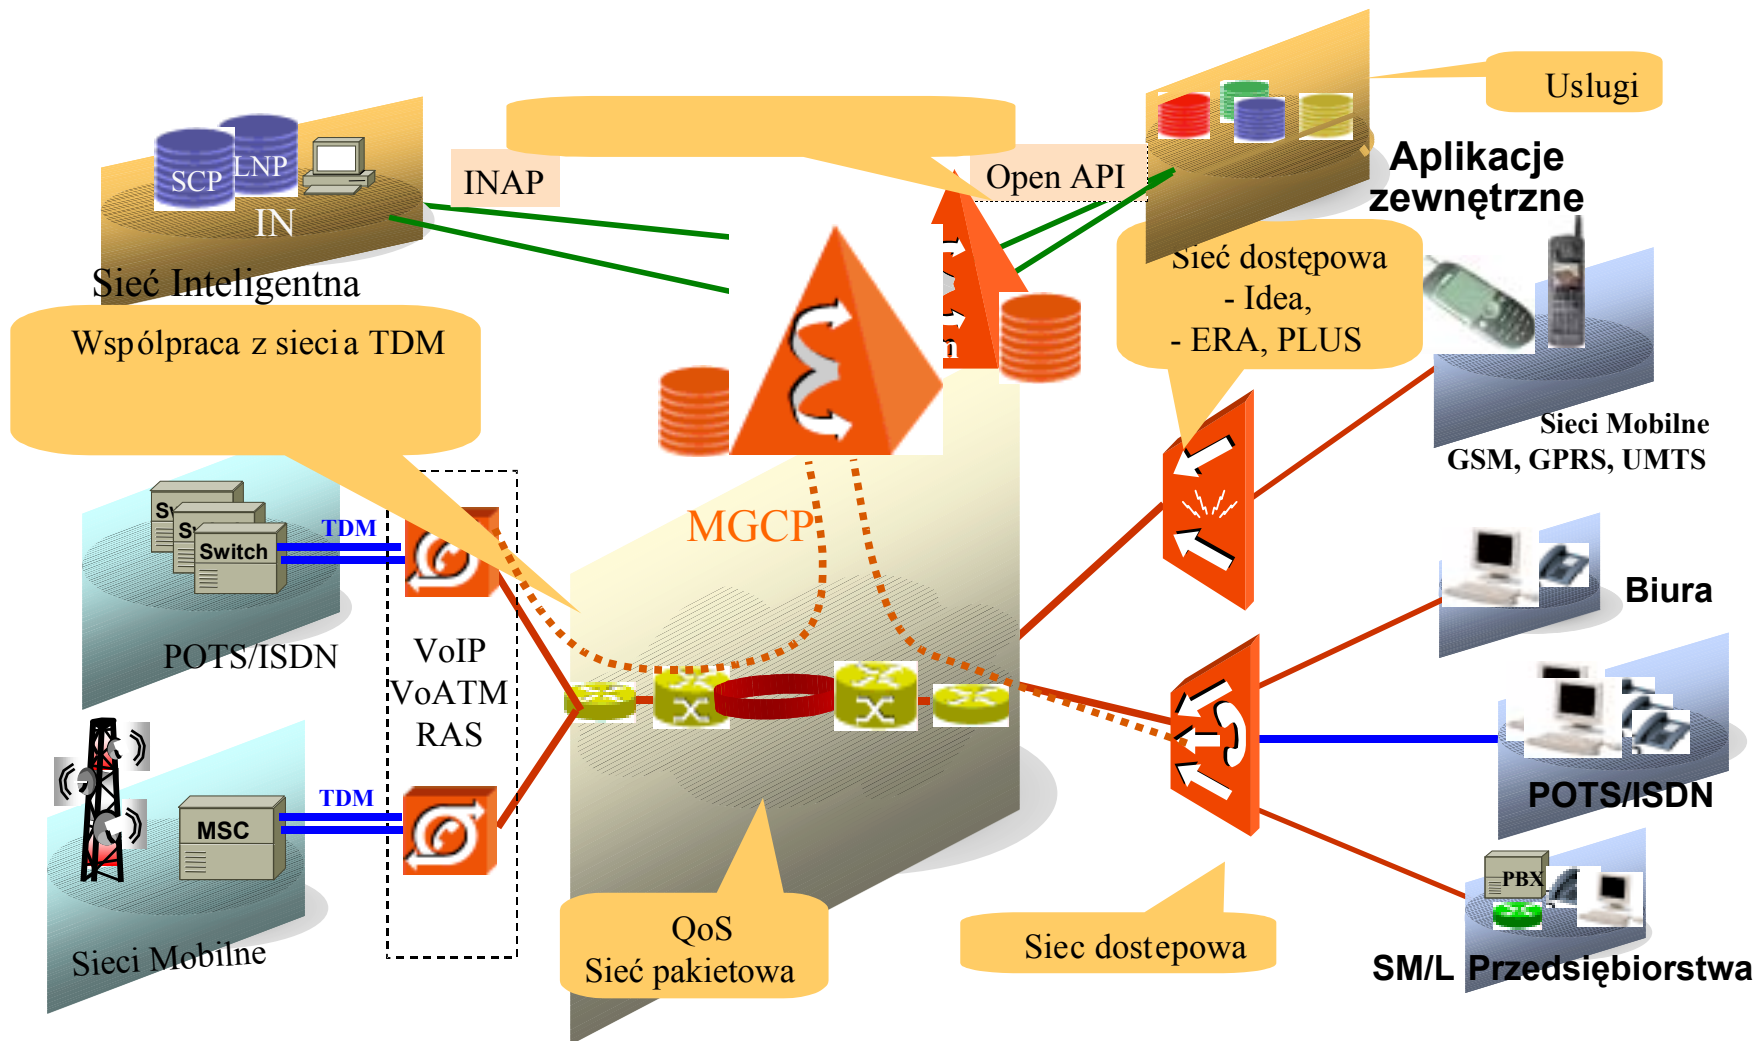 Uslugi
SCP
LNP
IN
INAP
Open API
Aplikacje
zewnętrzne
Sieć Inteligentna
Sieć dostępowa
- Idea,
- ERA, PLUS
Wspólpraca z siecia TDM
Sieci Mobilne
GSM, GPRS, UMTS
MGCP
Switch
TDM
POTS/ISDN
VoIP
VoATM
RAS
Biura
TDM
MSC
Sieci Mobilne
POTS/ISDN
PBX
QoS
Sieć pakietowa
Siec dostepowa
SM/L Przedsiębiorstwa